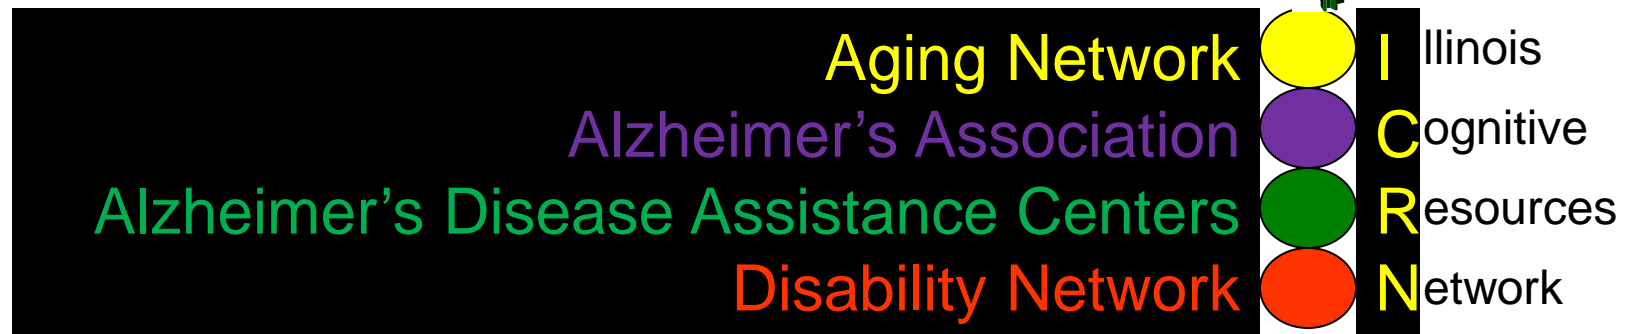 Aging Network Illinois
Alzheimer’s Association Cognitive
Alzheimer’s Disease Assistance Centers Resources
Disability Network Network